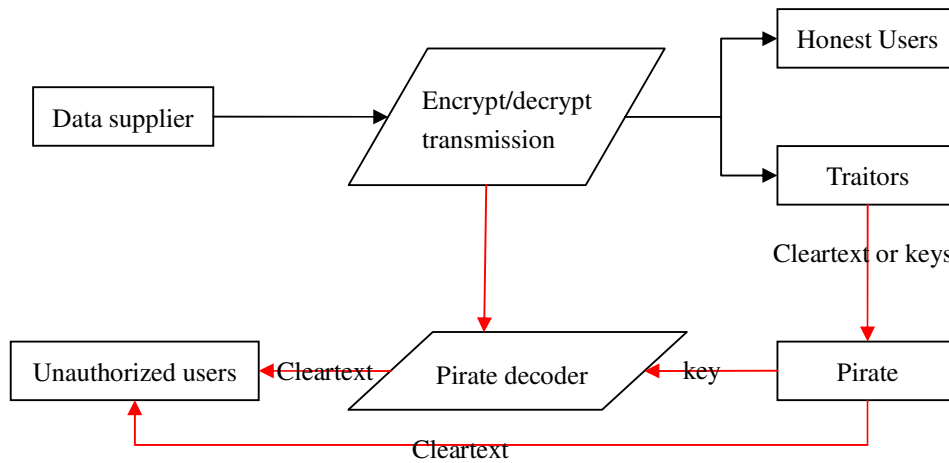 Honest Users
Data supplier
Encrypt/decrypt
transmission
Traitors
Cleartext or keys
Unauthorized users
Cleartext
Pirate decoder
key
Pirate
Cleartext